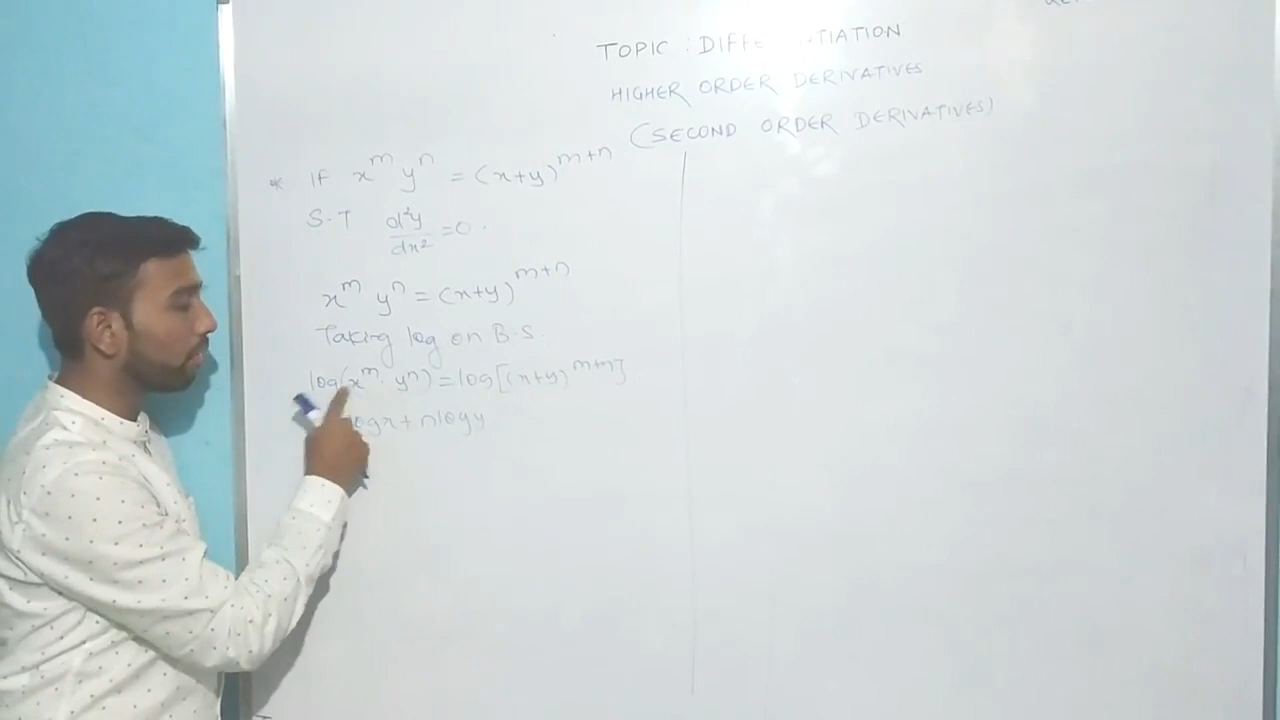 TOPIC : DIFF TIATION
HIGHER ORDER DERIVATIVES
(SECOND ORDER DERIVATIVES)
* If x^m y^n = (x+y)^{m+n}
S.T d²y/dx² = 0.
x^m y^n = (x+y)^{m+n}
Taking log on B.S.
log(x^m . y^n) = log[(x+y)^{m+n}]
logx + nlogy